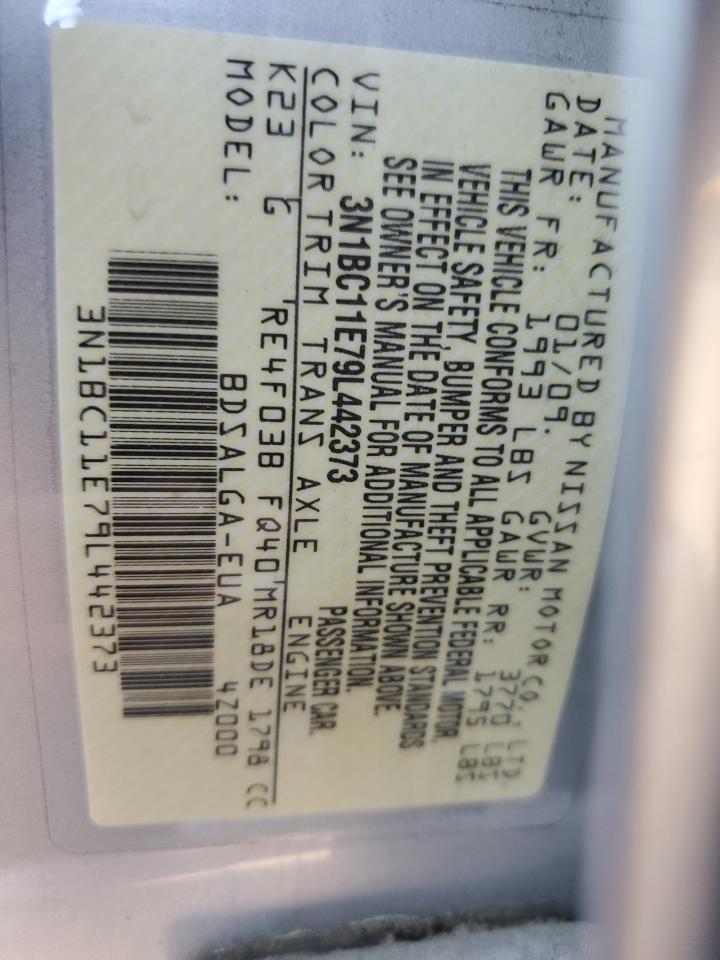 MANUFACTURED BY NISSAN MOTOR CO., LTD.
DATE: 01/09. GVWR: 3770 LBS
GAWR FR: 1993 LBS GAWR RR: 1795 LBS
THIS VEHICLE CONFORMS TO ALL APPLICABLE FEDERAL MOTOR
VEHICLE SAFETY, BUMPER AND THEFT PREVENTION STANDARDS
IN EFFECT ON THE DATE OF MANUFACTURE SHOWN ABOVE.
SEE OWNER'S MANUAL FOR ADDITIONAL INFORMATION.
VIN: 3N1BC11E79L442373 PASSENGER CAR.
COLOR TRIM TRANS AXLE ENGINE
K23 G RE4F03B FQ40 MR18DE 1798 CC
MODEL: BDSALGA-EUA 4Z000
3N1BC11E79L442373